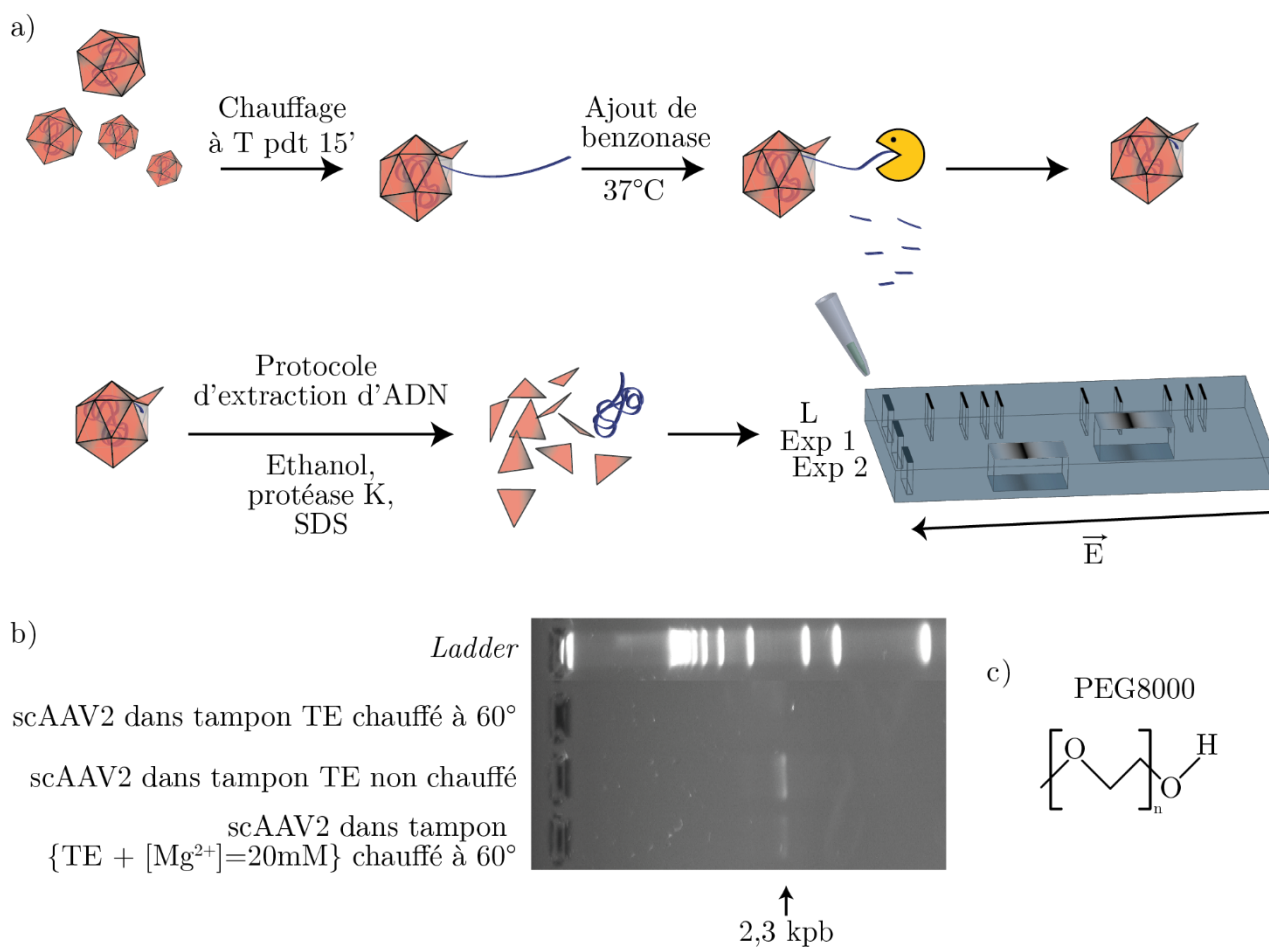 a)
Chauffage
à T pdt 15'
Ajout de
benzonase
37°C
Protocole
d'extraction d'ADN
Ethanol,
protéase K,
SDS
L
Exp 1
Exp 2
E
b)
Ladder
scAAV2 dans tampon TE chauffé à 60°
scAAV2 dans tampon TE non chauffé
scAAV2 dans tampon
{TE + [Mg²⁺]=20mM} chauffé à 60°
2,3 kpb
c)
PEG8000
O
H
O
n